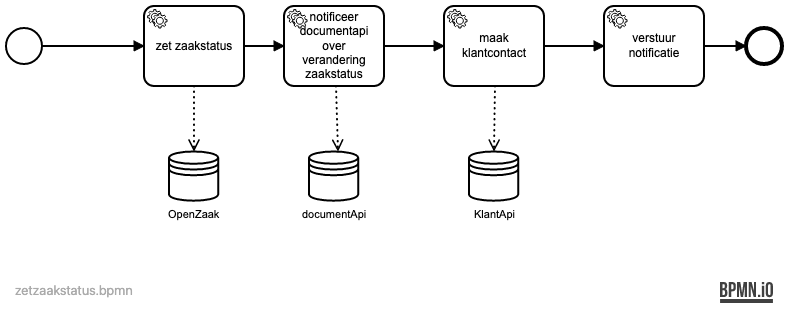 zet zaakstatus
notificeer
documentapi
over
verandering
zaakstatus
maak
klantcontact
verstuur
notificatie
OpenZaak
documentApi
KlantApi
zetzaakstatus.bpmn
BPMN.iO